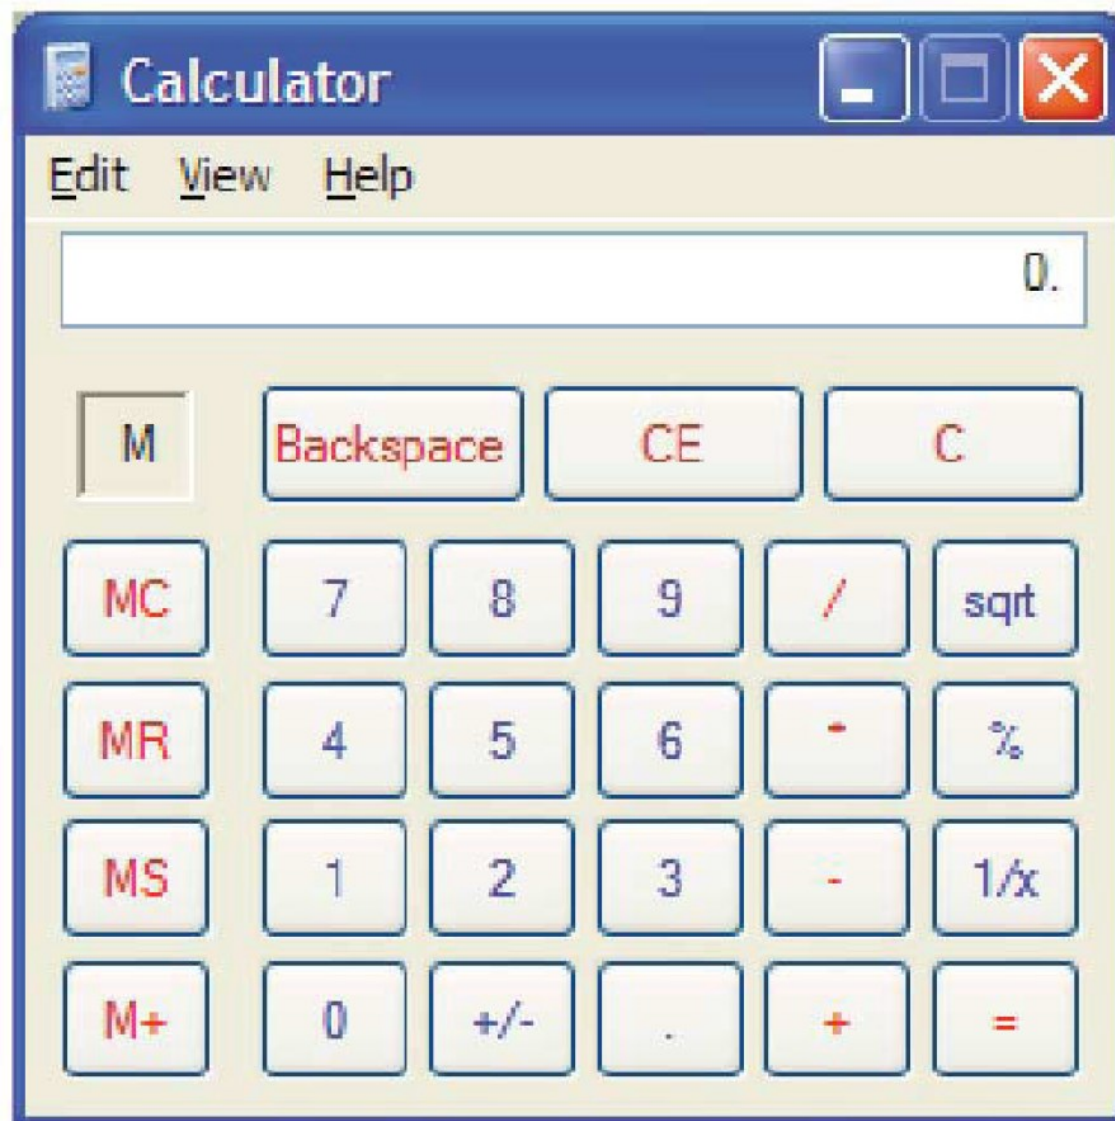 Calculator
Edit View Help
0.
M Backspace CE C
MC 7 8 9 / sqrt
MR 4 5 6 * %
MS 1 2 3 - 1/x
M+ 0 +/- . + =